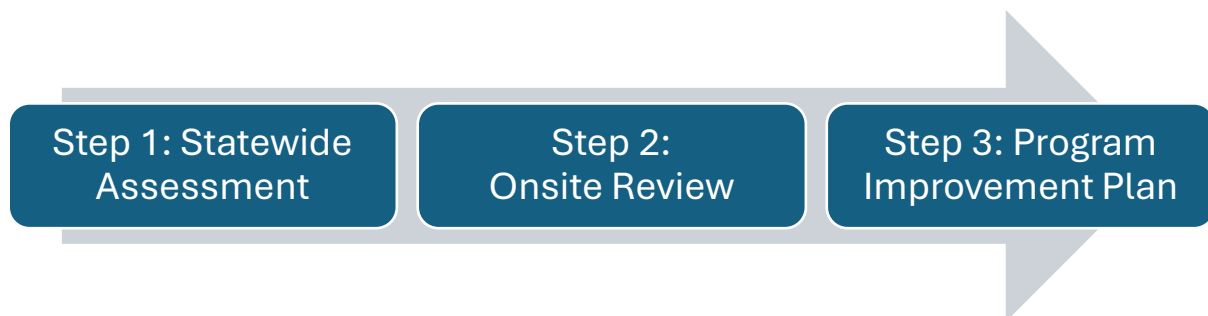 Step 1: Statewide
Assessment
Step 2:
Onsite Review
Step 3: Program
Improvement Plan